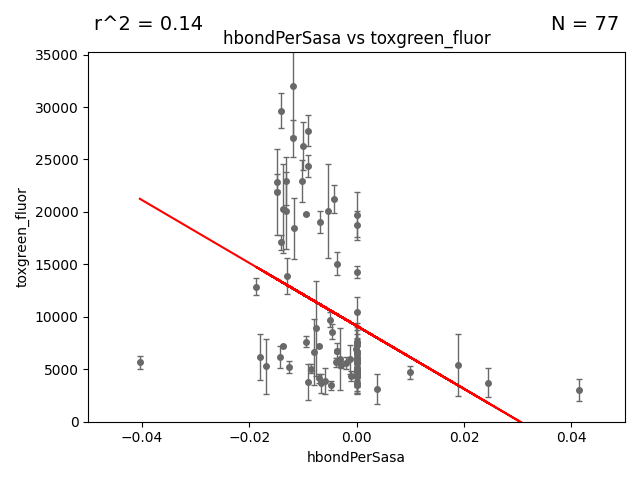 r^2 = 0.14
N = 77
hbondPerSasa vs toxgreen_fluor
35000
30000
25000
20000
15000
10000
5000
0
toxgreen_fluor
−0.04
−0.02
0.00
0.02
0.04
hbondPerSasa